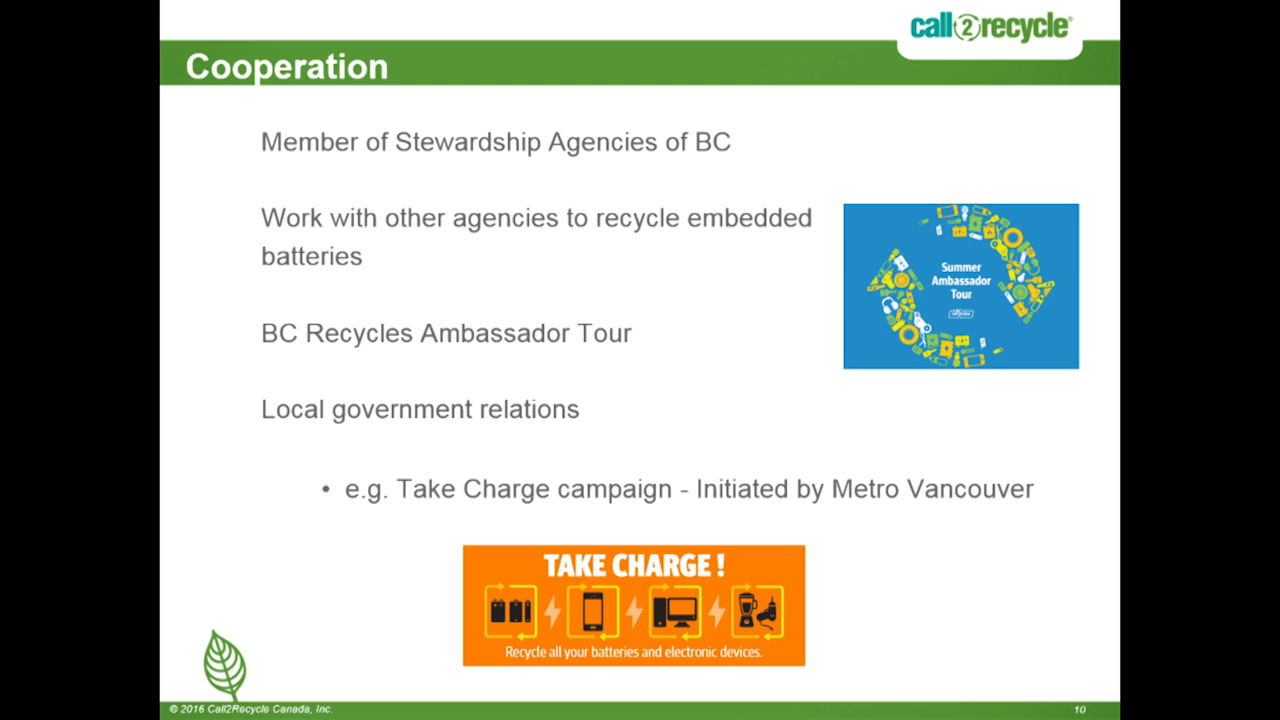 call2recycle®
Cooperation
Member of Stewardship Agencies of BC
Work with other agencies to recycle embedded
batteries
Summer
Ambassador
Tour
BC Recycles Ambassador Tour
Local government relations
• e.g. Take Charge campaign - Initiated by Metro Vancouver
TAKE CHARGE !
Recycle all your batteries and electronic devices.
© 2016 Call2Recycle Canada, Inc.
10